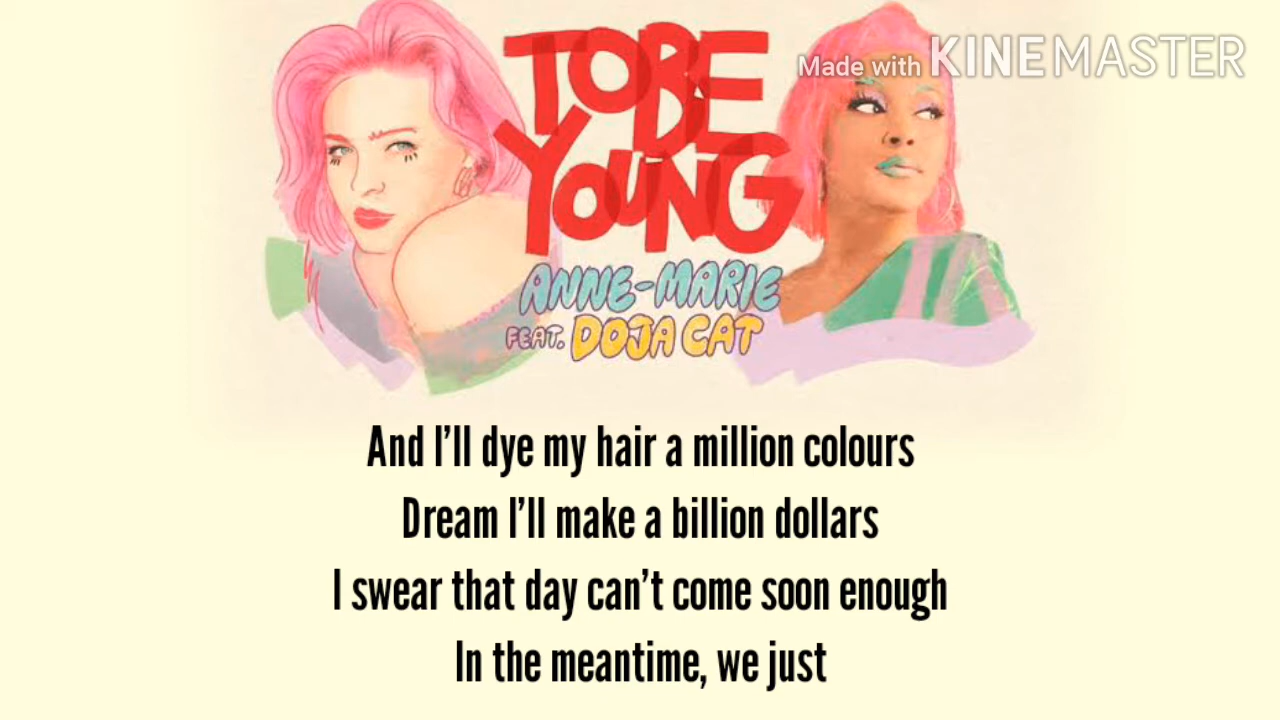 Made with KINEMASTER
TO BE
YOUNG
ANNE-MARIE
FEAT. DOJA CAT
And I'll dye my hair a million colours
Dream I'll make a billion dollars
I swear that day can't come soon enough
In the meantime, we just